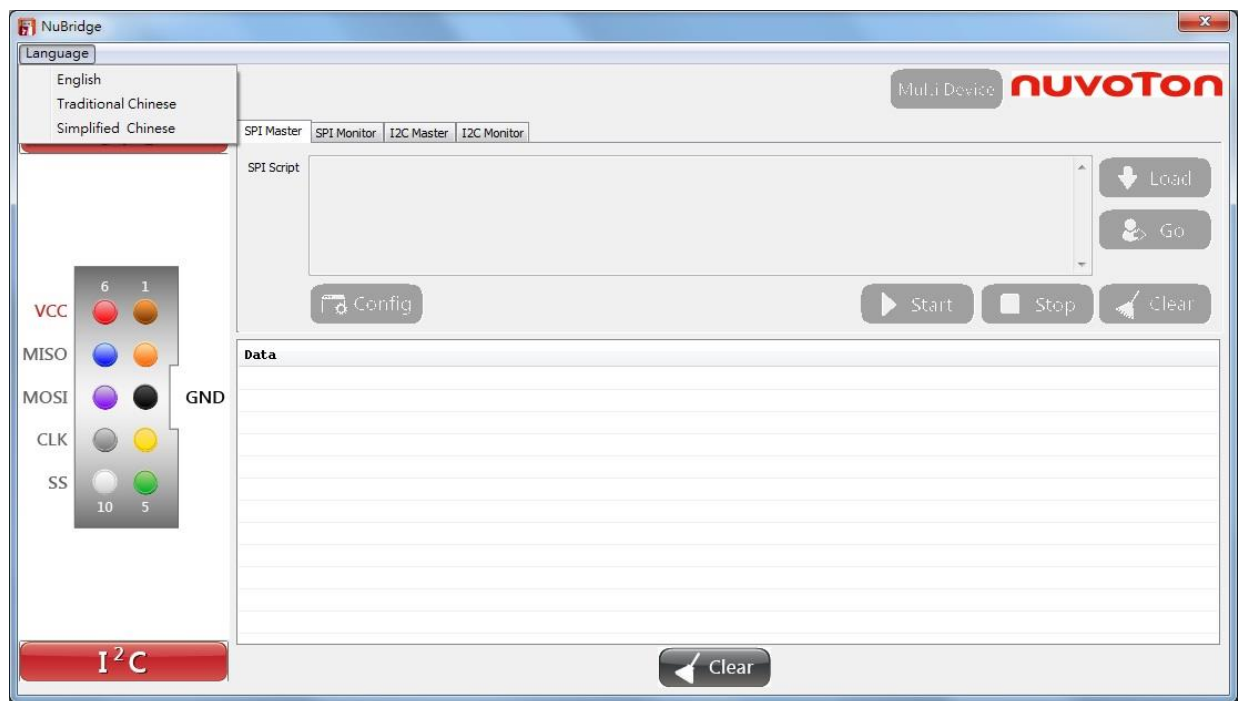 NuBridge
x
Language
English
Traditional Chinese
Simplified Chinese
Multi Device
nuvoTon
SPI Master SPI Monitor I2C Master I2C Monitor
SPI Script
Load
Go
Config Start Stop Clear
6 1
VCC
MISO
MOSI GND
CLK
SS
10 5
Data
I²C
Clear